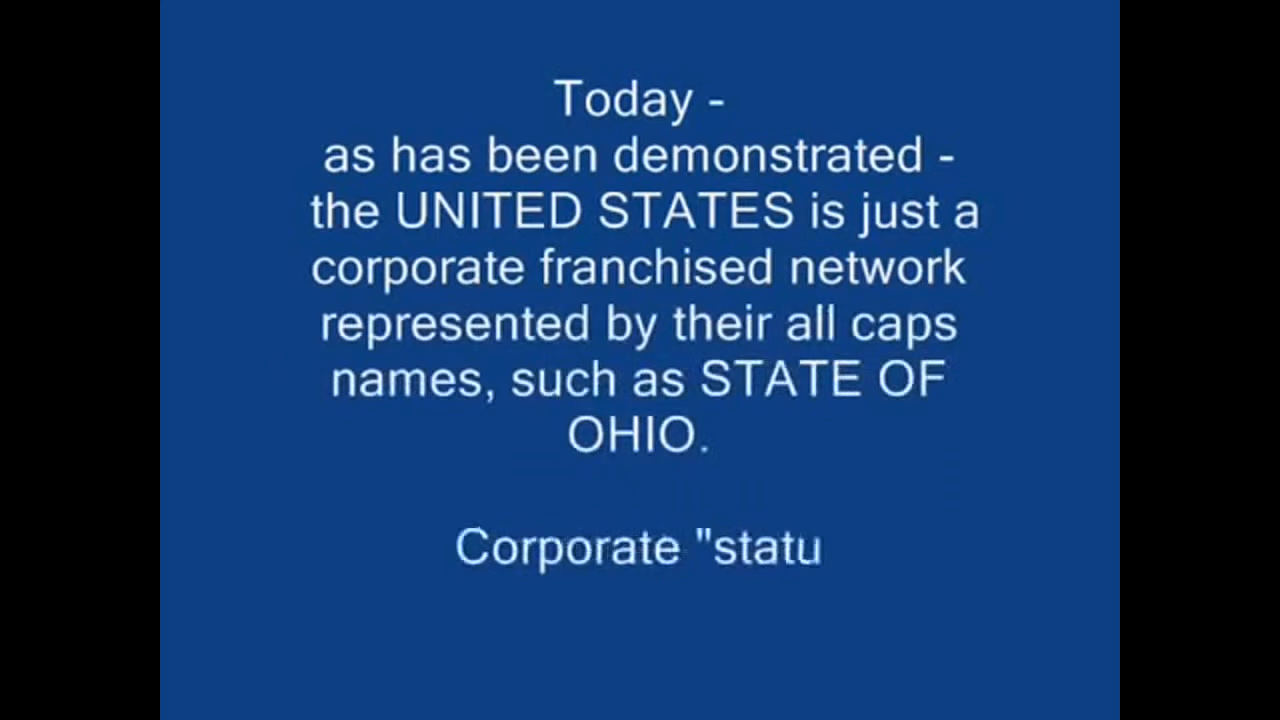 Today -
as has been demonstrated -
the UNITED STATES is just a
corporate franchised network
represented by their all caps
names, such as STATE OF
OHIO.
Corporate "statu